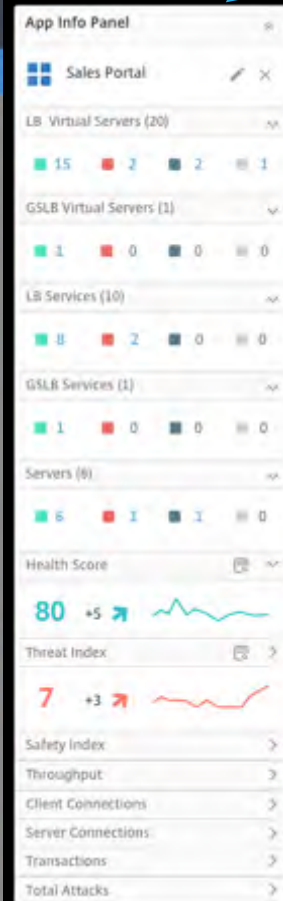 App Info Panel
Sales Portal
LB Virtual Servers (20)
15 2 2 1
GSLB Virtual Servers (1)
1 0 0 0
LB Services (10)
8 2 0 0
GSLB Services (1)
1 0 0 0
Servers (6)
6 1 1 0
Health Score
80 +5
Threat Index
7 +3
Safety Index
Throughput
Client Connections
Server Connections
Transactions
Total Attacks